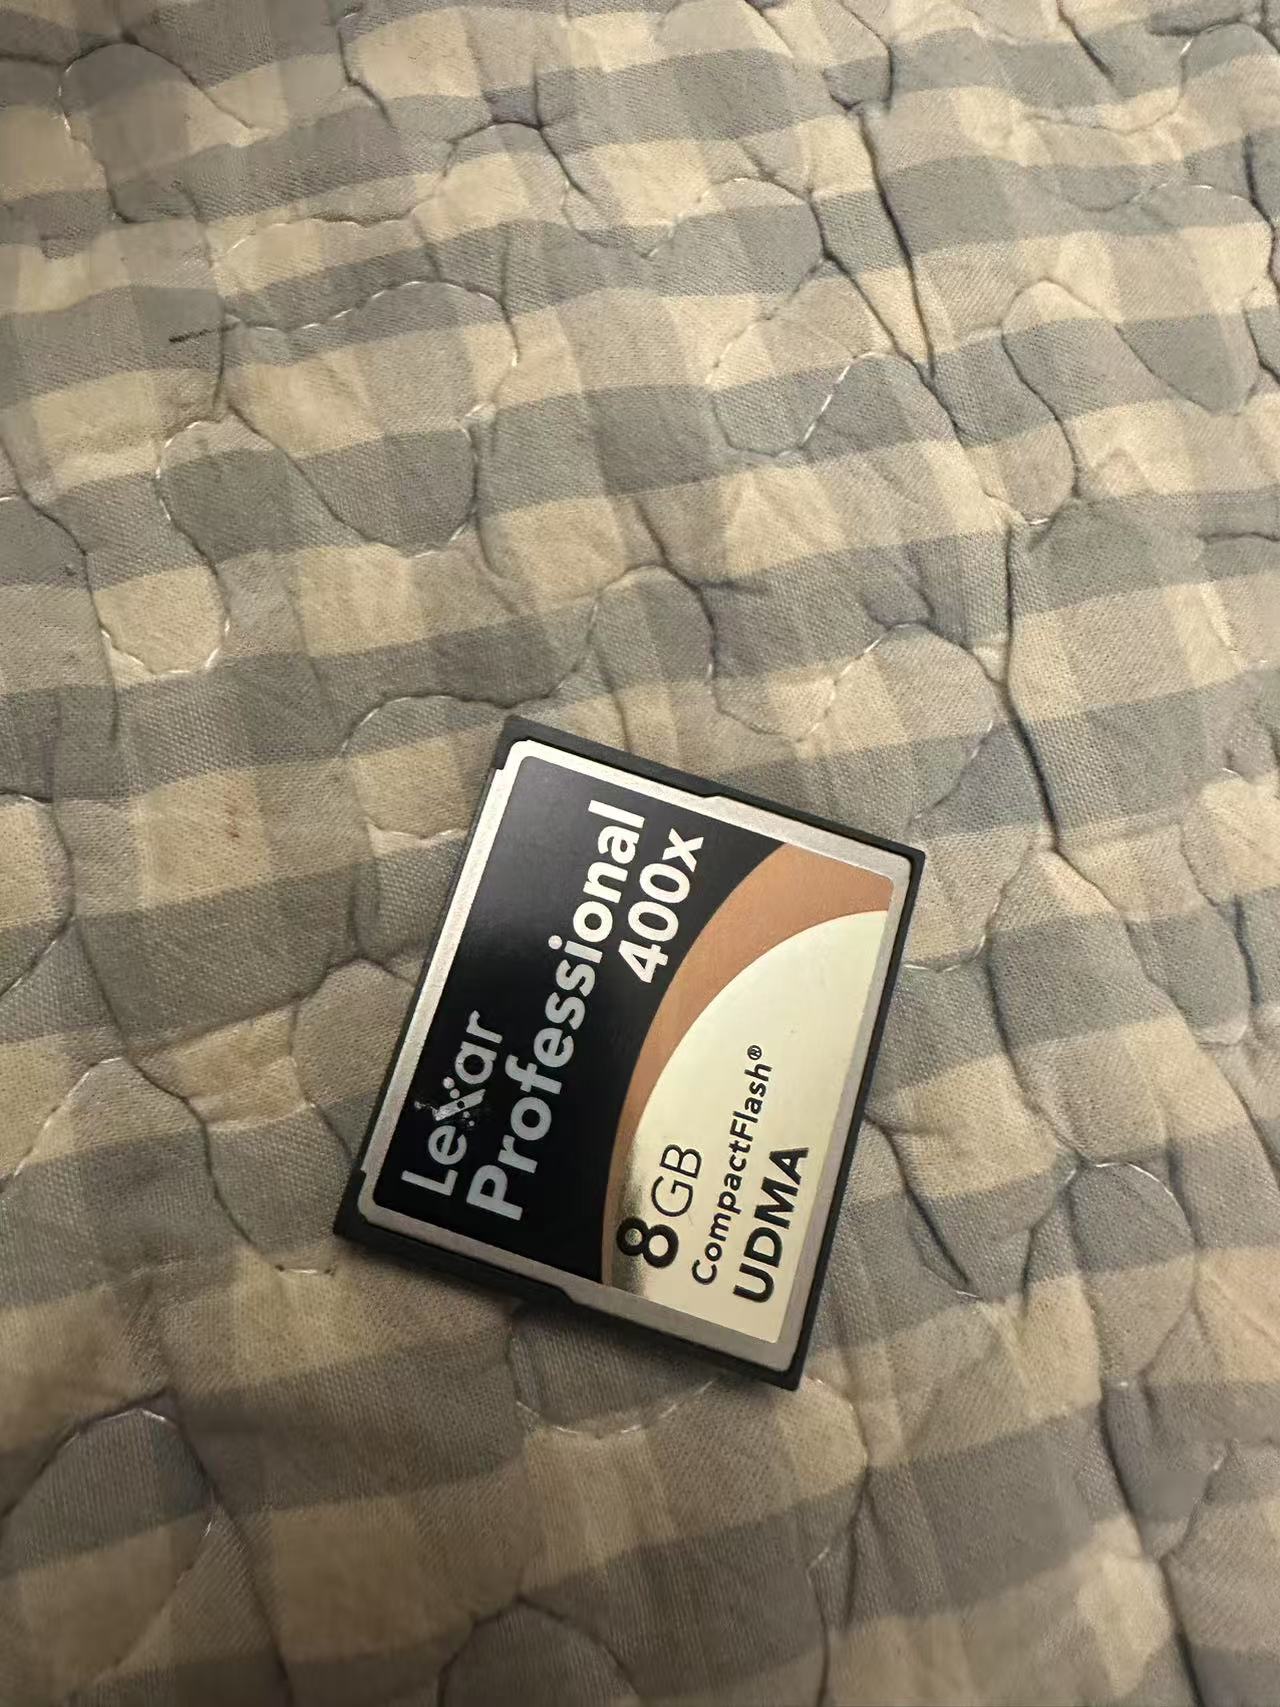 Lexar
Professional
400x
8GB
CompactFlash®
UDMA